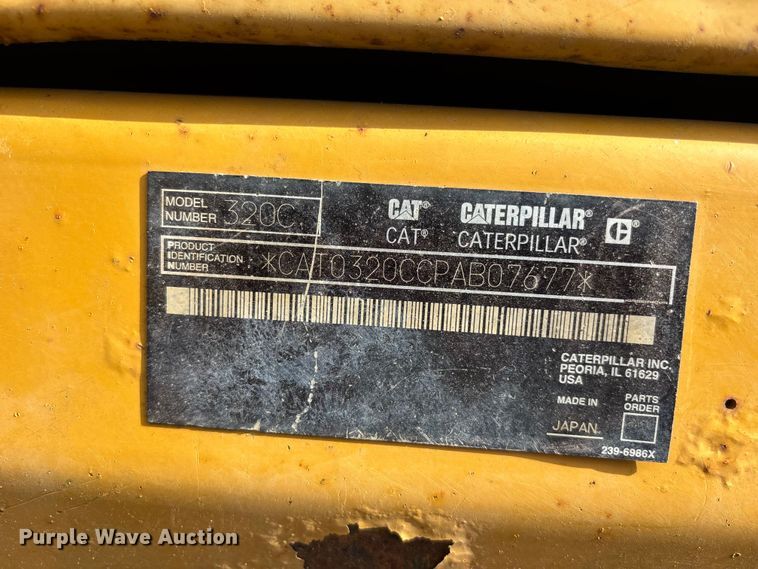 MODEL NUMBER 320C
CAT® CATERPILLAR®
CAT® CATERPILLAR®
PRODUCT IDENTIFICATION NUMBER *CAT0320CCPAB07677*
CATERPILLAR INC.
PEORIA, IL 61629
USA
MADE IN JAPAN
PARTS ORDER
239-6986X
Purple Wave Auction